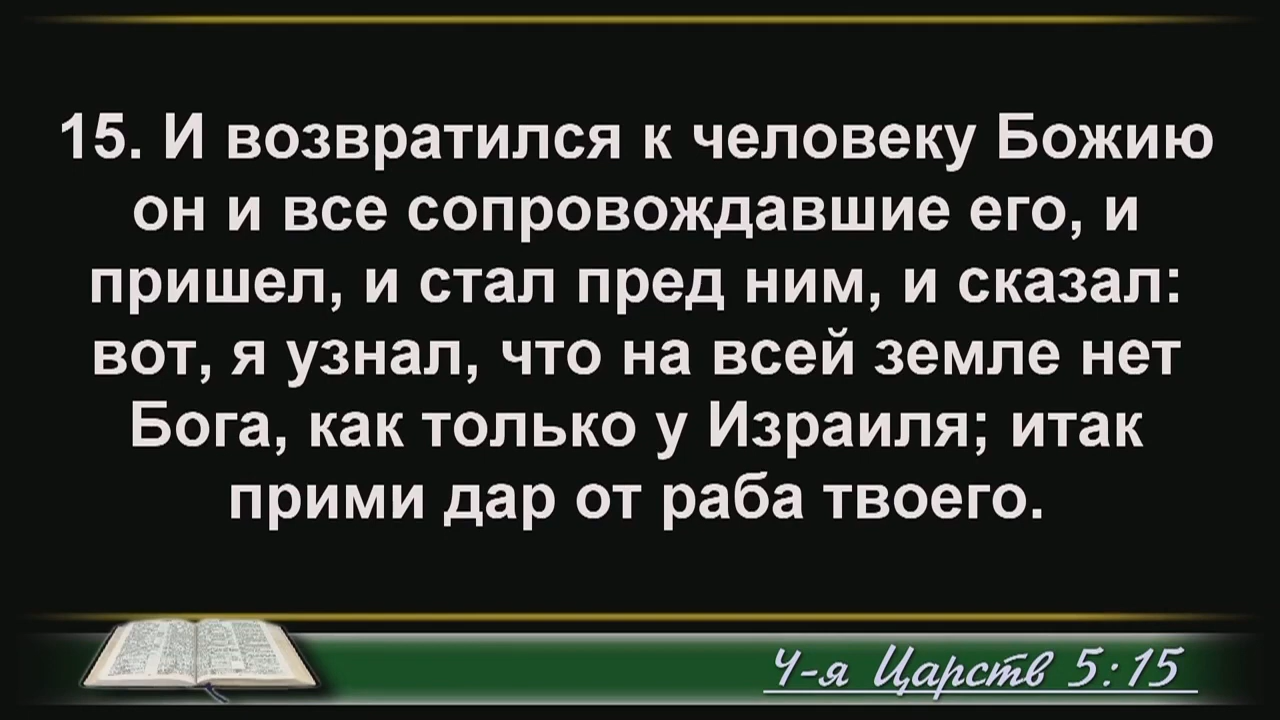 15. И возвратился к человеку Божию
он и все сопровождавшие его, и
пришел, и стал пред ним, и сказал:
вот, я узнал, что на всей земле нет
Бога, как только у Израиля; итак
прими дар от раба твоего.
4-я Царств 5:15